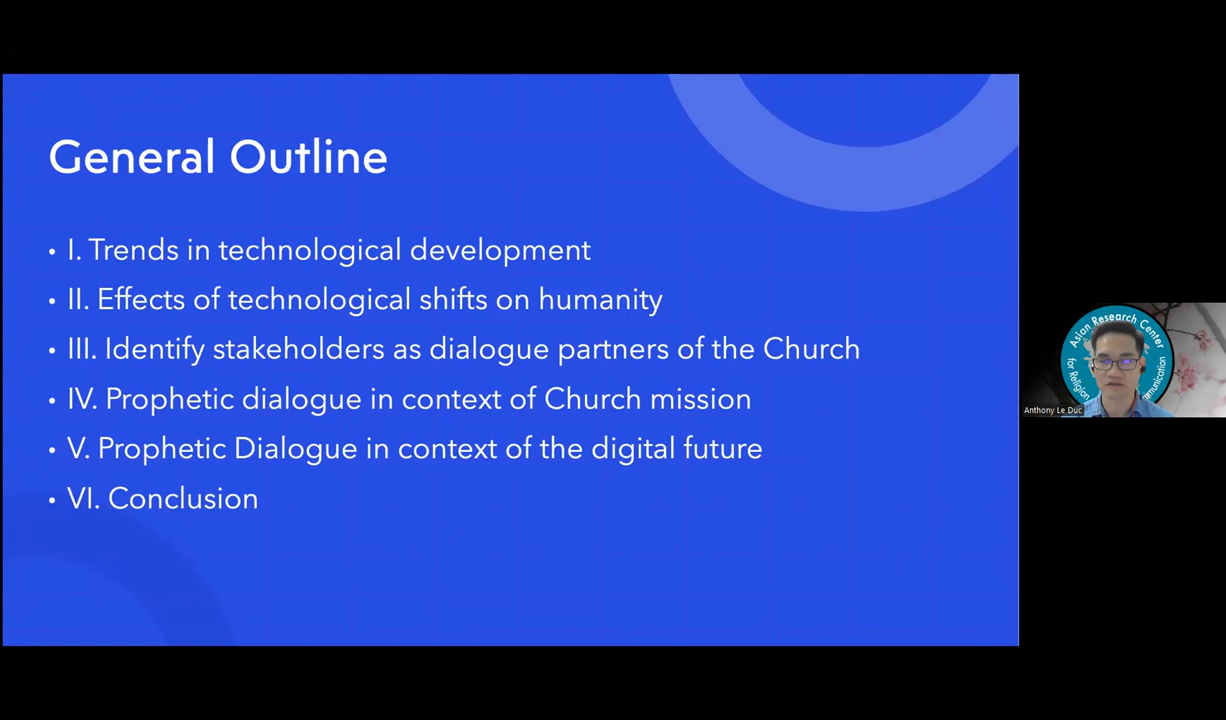 General Outline
• I. Trends in technological development
• II. Effects of technological shifts on humanity
• III. Identify stakeholders as dialogue partners of the Church
• IV. Prophetic dialogue in context of Church mission
• V. Prophetic Dialogue in context of the digital future
• VI. Conclusion
Asian Research Center
for Religion
Anthony Le Duc